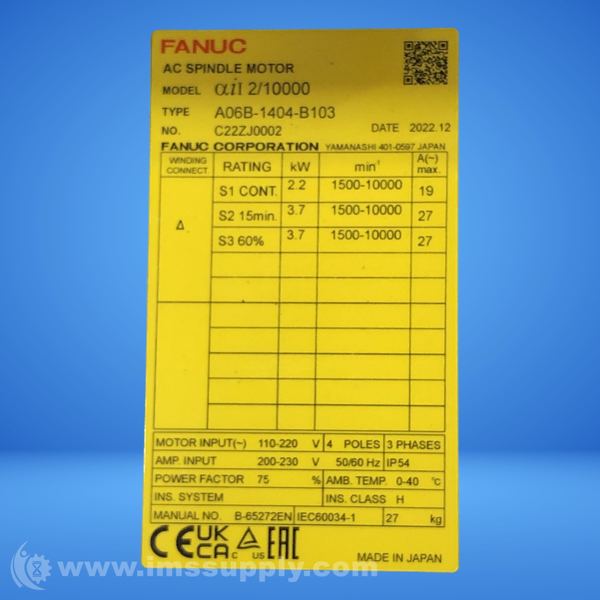 FANUC
AC SPINDLE MOTOR
MODEL αiI 2/10000
TYPE A06B-1404-B103
NO. C22ZJ0002 DATE 2022.12
FANUC CORPORATION YAMANASHI 401-0597 JAPAN
WINDING CONNECT. RATING kW min⁻¹ A(~) max.
Δ S1 CONT. 2.2 1500-10000 19
S2 15min. 3.7 1500-10000 27
S3 60% 3.7 1500-10000 27
MOTOR INPUT(~) 110-220 V 4 POLES 3 PHASES
AMP. INPUT 200-230 V 50/60 Hz IP54
POWER FACTOR 75 % AMB. TEMP. 0-40 ℃
INS. SYSTEM INS. CLASS H
MANUAL NO. B-65272EN IEC60034-1 27 kg
CE UK CA C US EAC
MADE IN JAPAN
www.imssupply.com